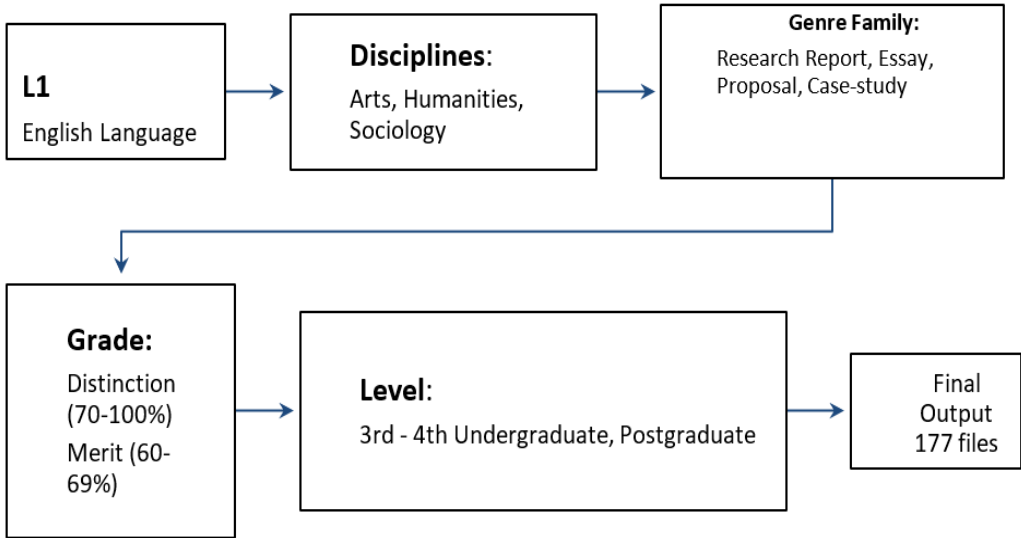 L1
English Language
Disciplines:
Arts, Humanities,
Sociology
Genre Family:
Research Report, Essay,
Proposal, Case-study
Grade:
Distinction
(70-100%)
Merit (60-
69%)
Level:
3rd - 4th Undergraduate, Postgraduate
Final
Output
177 files